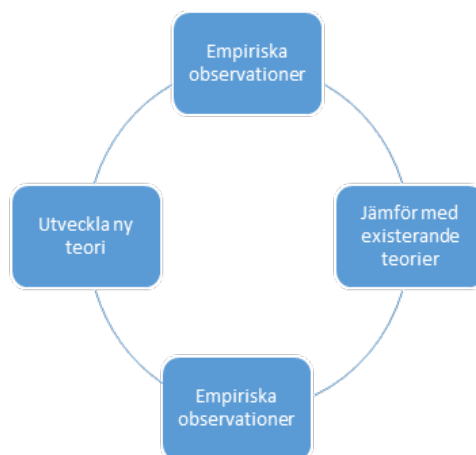 Empiriska
observationer
Utveckla ny
teori
Jämför med
existerande
teorier
Empiriska
observationer